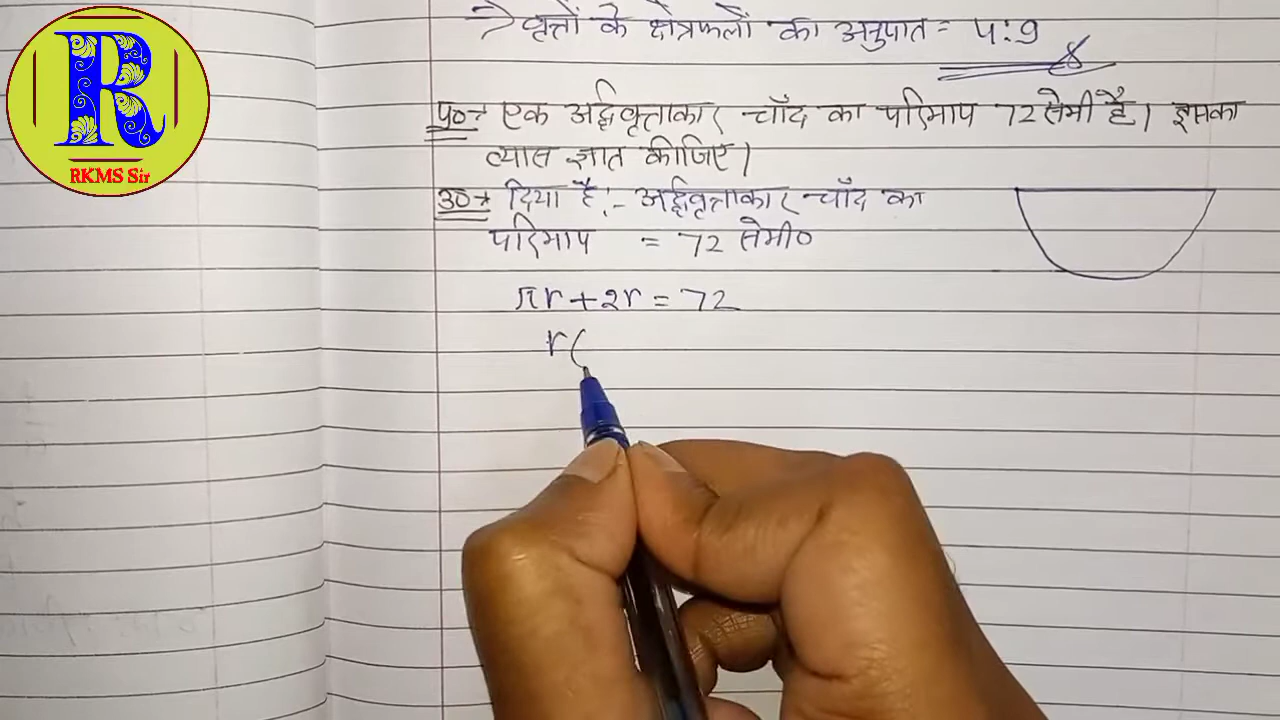 R
RKMS Sir
⇒ वृत्तों के क्षेत्रफलों का अनुपात = 4:9
प्र०→ एक अर्द्धवृत्ताकार चाँद का परिमाप 72 सेमी है। इसका
व्यास ज्ञात कीजिए।
उ०→ दिया है:- अर्द्धवृत्ताकार चाँद का
परिमाप = 72 सेमी०
πr + 2r = 72
r(